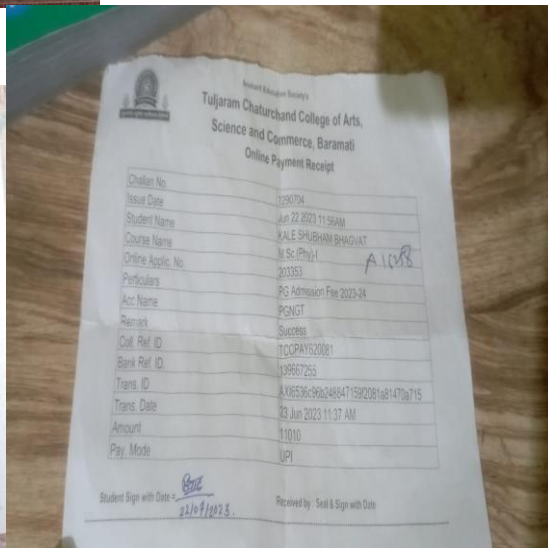 Anekant Education Society's
Tuljaram Chaturchand College of Arts,
Science and Commerce, Baramati
Online Payment Receipt
Challan No 1290704
Issue Date Jun 22 2023 11:56AM
Student Name KALE SHUBHAM BHAGVAT
Course Name M.Sc.(Phy)-I
Online Applic. No 203353
Particulars PG Admission Fee 2023-24
Acc Name PGNGT
Remark Success
Coll. Ref. ID TCCPAY620081
Bank Ref. ID. 139667255
Trans. ID
Trans. Date 23 Jun 2023 11:37 AM
Amount 11010
Pay. Mode UPI
Student Sign with Date =
22/07/2023.
Received by : Seal & Sign with Date